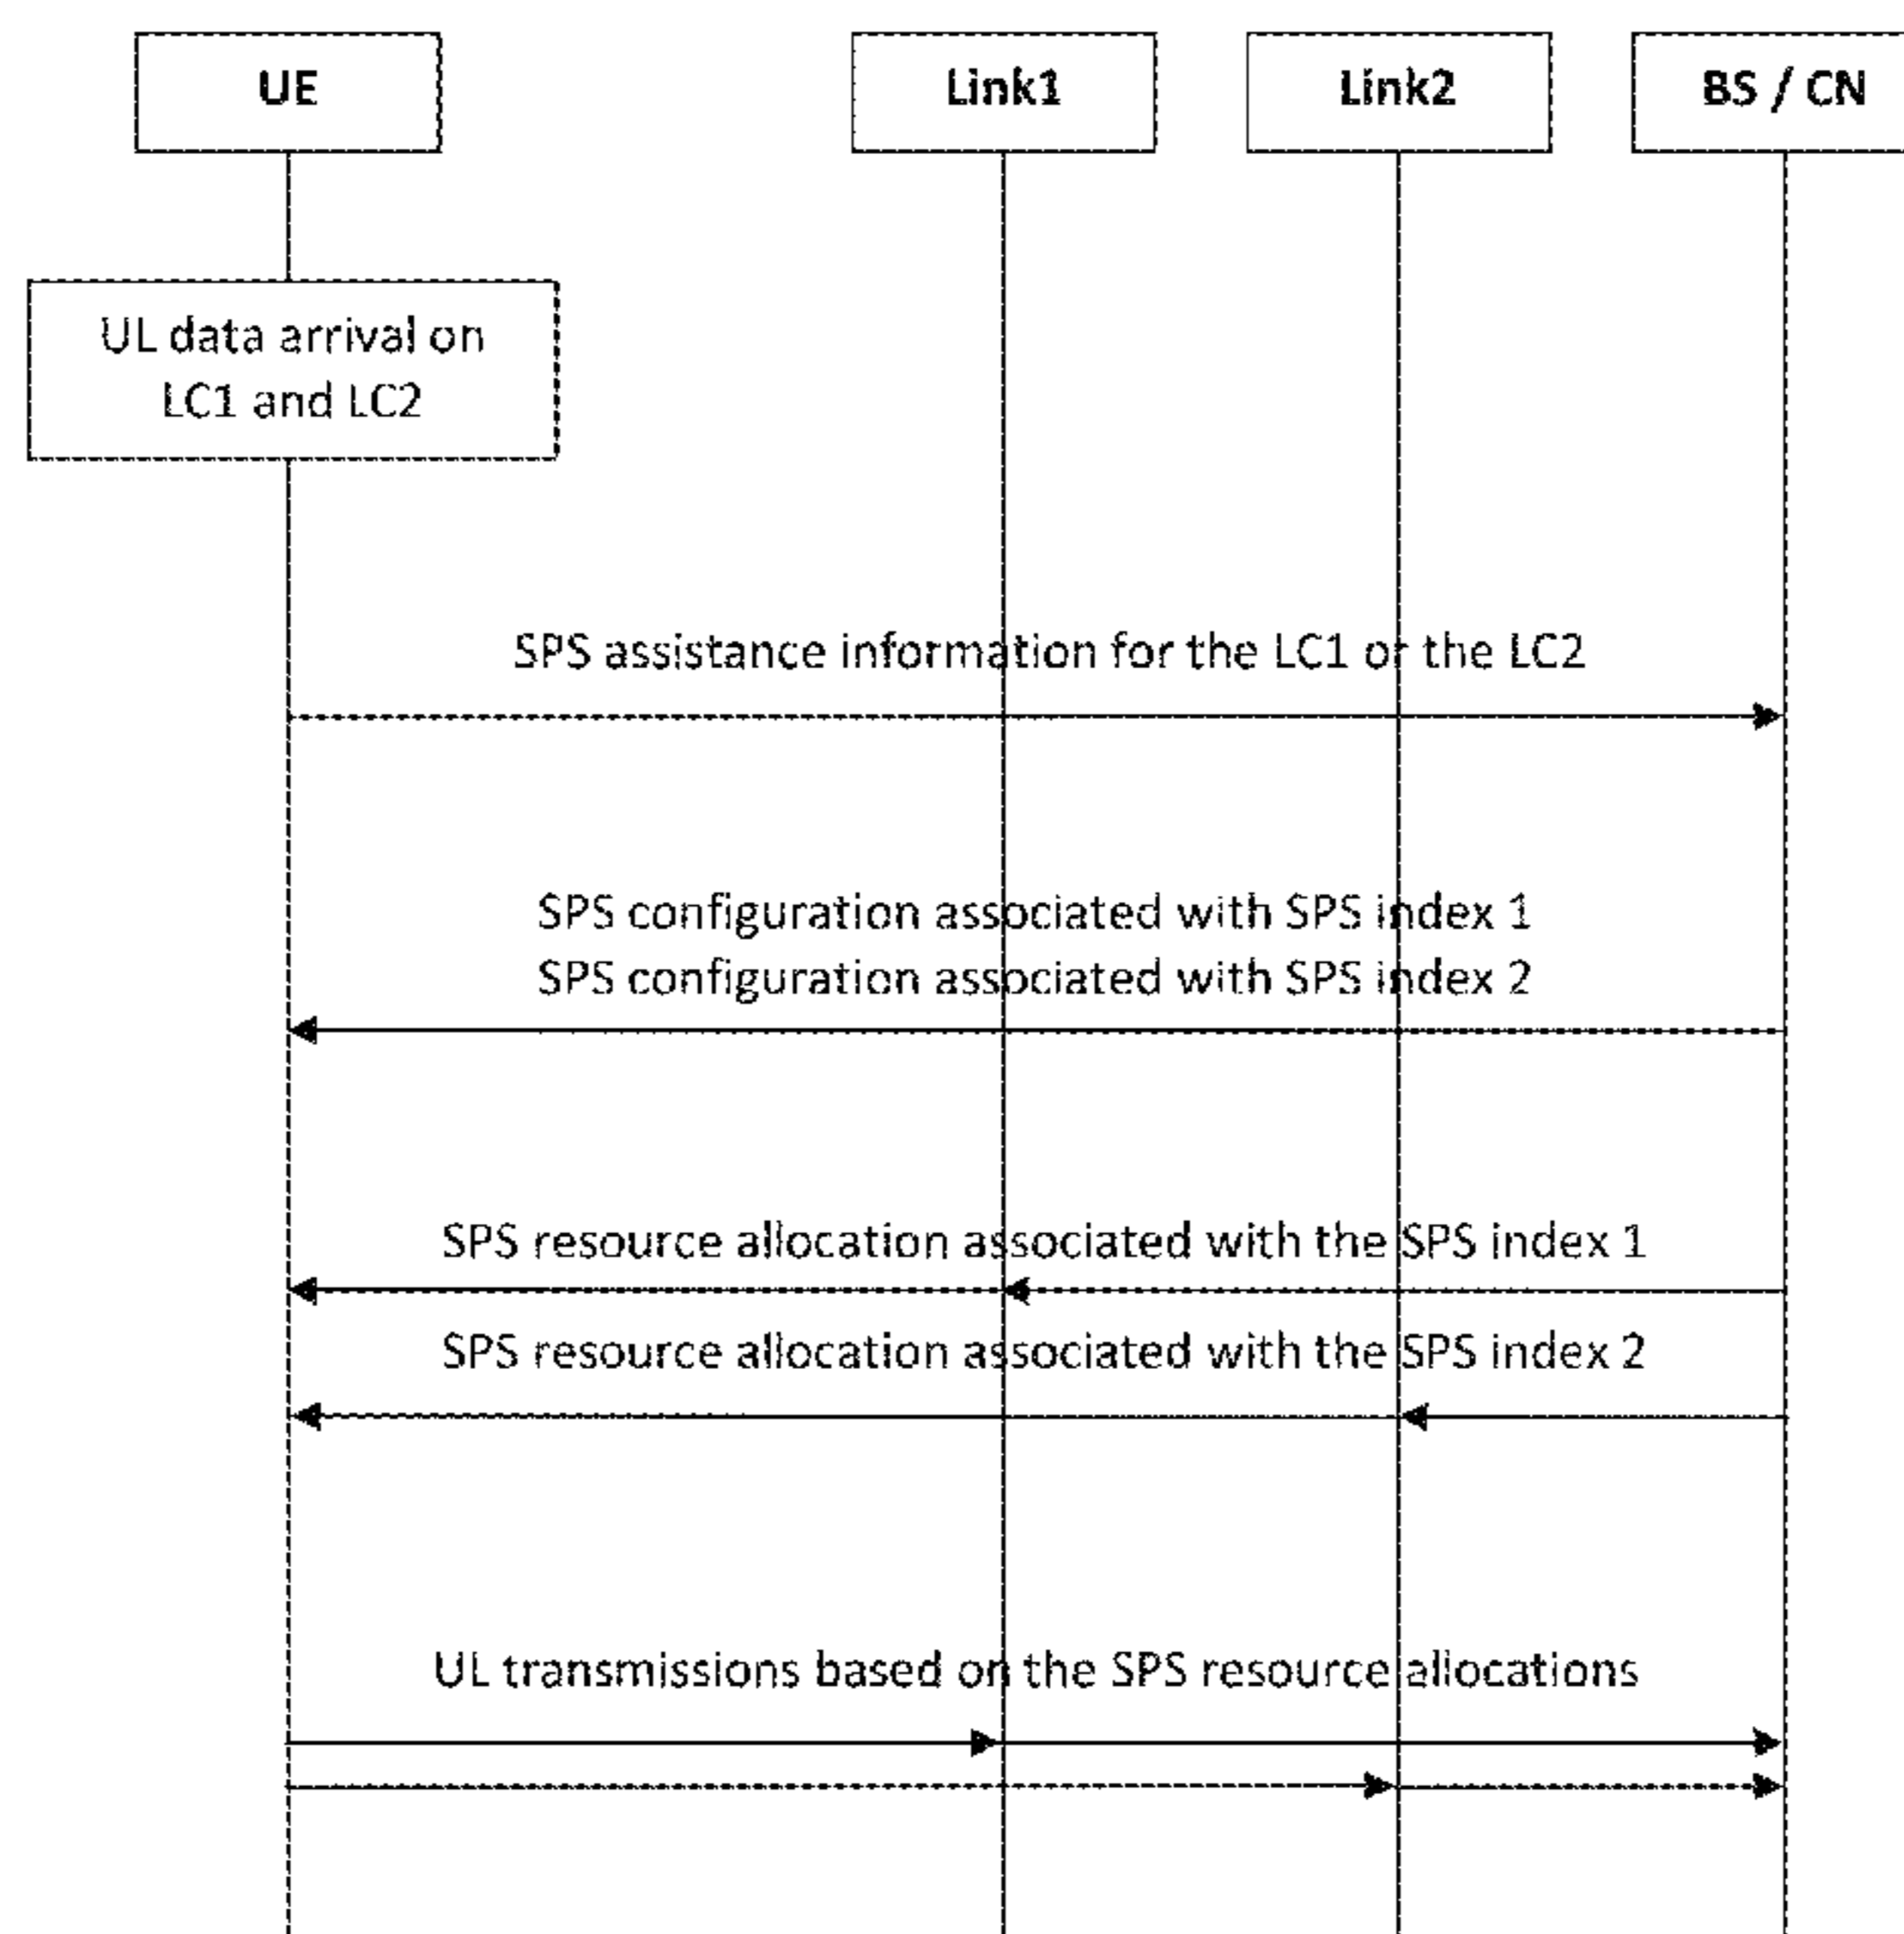 UE
Link1
Link2
BS / CN
UL data arrival on
LC1 and LC2
SPS assistance information for the LC1 or the LC2
SPS configuration associated with SPS index 1
SPS configuration associated with SPS index 2
SPS resource allocation associated with the SPS index 1
SPS resource allocation associated with the SPS index 2
UL transmissions based on the SPS resource allocations